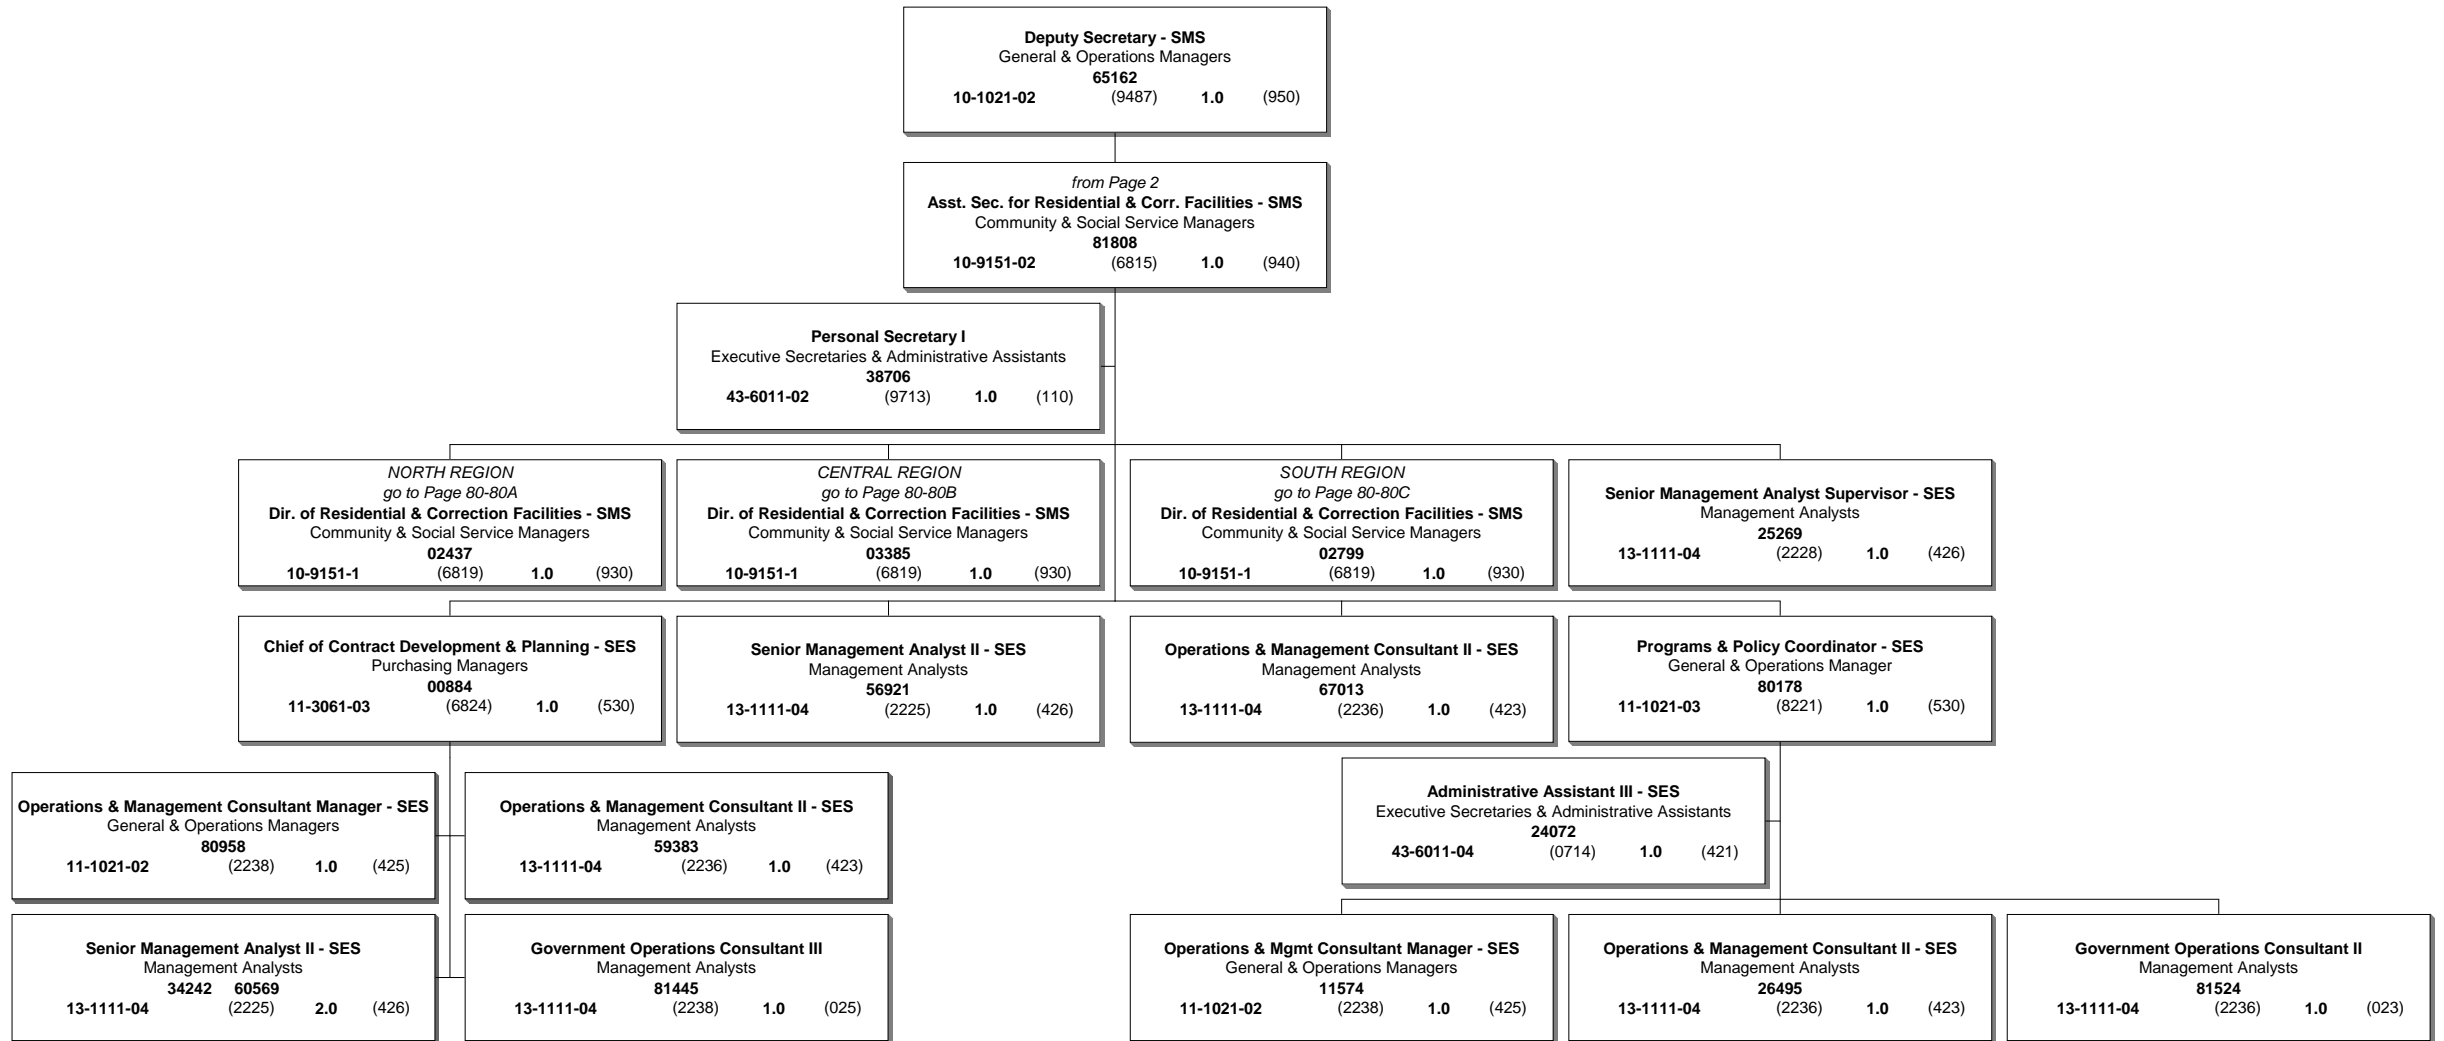 Deputy Secretary - SMS
General & Operations Managers
65162
10-1021-02 (9487) 1.0 (950)
from Page 2
Asst. Sec. for Residential & Corr. Facilities - SMS
Community & Social Service Managers
81808
10-9151-02 (6815) 1.0 (940)
Personal Secretary I
Executive Secretaries & Administrative Assistants
38706
43-6011-02 (9713) 1.0 (110)
NORTH REGION
go to Page 80-80A
Dir. of Residential & Correction Facilities - SMS
Community & Social Service Managers
02437
10-9151-1 (6819) 1.0 (930)
CENTRAL REGION
go to Page 80-80B
Dir. of Residential & Correction Facilities - SMS
Community & Social Service Managers
03385
10-9151-1 (6819) 1.0 (930)
SOUTH REGION
go to Page 80-80C
Dir. of Residential & Correction Facilities - SMS
Community & Social Service Managers
02799
10-9151-1 (6819) 1.0 (930)
Senior Management Analyst Supervisor - SES
Management Analysts
25269
13-1111-04 (2228) 1.0 (426)
Chief of Contract Development & Planning - SES
Purchasing Managers
00884
11-3061-03 (6824) 1.0 (530)
Senior Management Analyst II - SES
Management Analysts
56921
13-1111-04 (2225) 1.0 (426)
Operations & Management Consultant II - SES
Management Analysts
67013
13-1111-04 (2236) 1.0 (423)
Programs & Policy Coordinator - SES
General & Operations Manager
80178
11-1021-03 (8221) 1.0 (530)
Operations & Management Consultant Manager - SES
General & Operations Managers
80958
11-1021-02 (2238) 1.0 (425)
Operations & Management Consultant II - SES
Management Analysts
59383
13-1111-04 (2236) 1.0 (423)
Administrative Assistant III - SES
Executive Secretaries & Administrative Assistants
24072
43-6011-04 (0714) 1.0 (421)
Senior Management Analyst II - SES
Management Analysts
34242 60569
13-1111-04 (2225) 2.0 (426)
Government Operations Consultant III
Management Analysts
81445
13-1111-04 (2238) 1.0 (025)
Operations & Mgmt Consultant Manager - SES
General & Operations Managers
11574
11-1021-02 (2238) 1.0 (425)
Operations & Management Consultant II - SES
Management Analysts
26495
13-1111-04 (2236) 1.0 (423)
Government Operations Consultant II
Management Analysts
81524
13-1111-04 (2236) 1.0 (023)